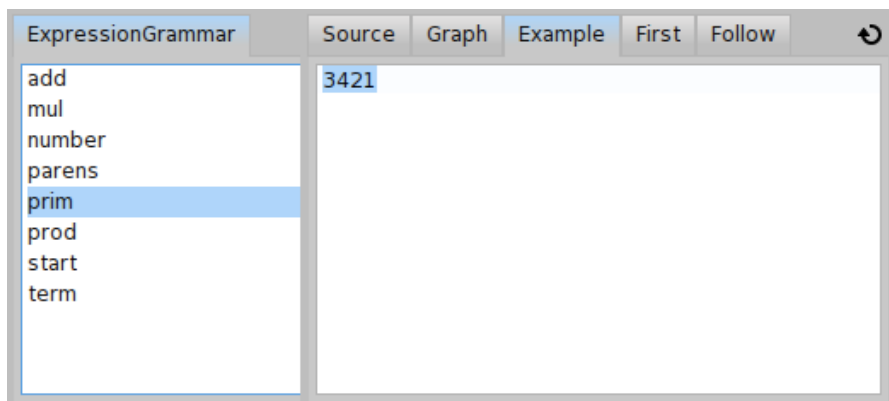 ExpressionGrammar
Source Graph Example First Follow
add
mul
number
parens
prim
prod
start
term
3421